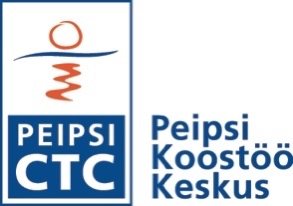 PEIPSI
CTC
Peipsi
Koostöö
Keskus